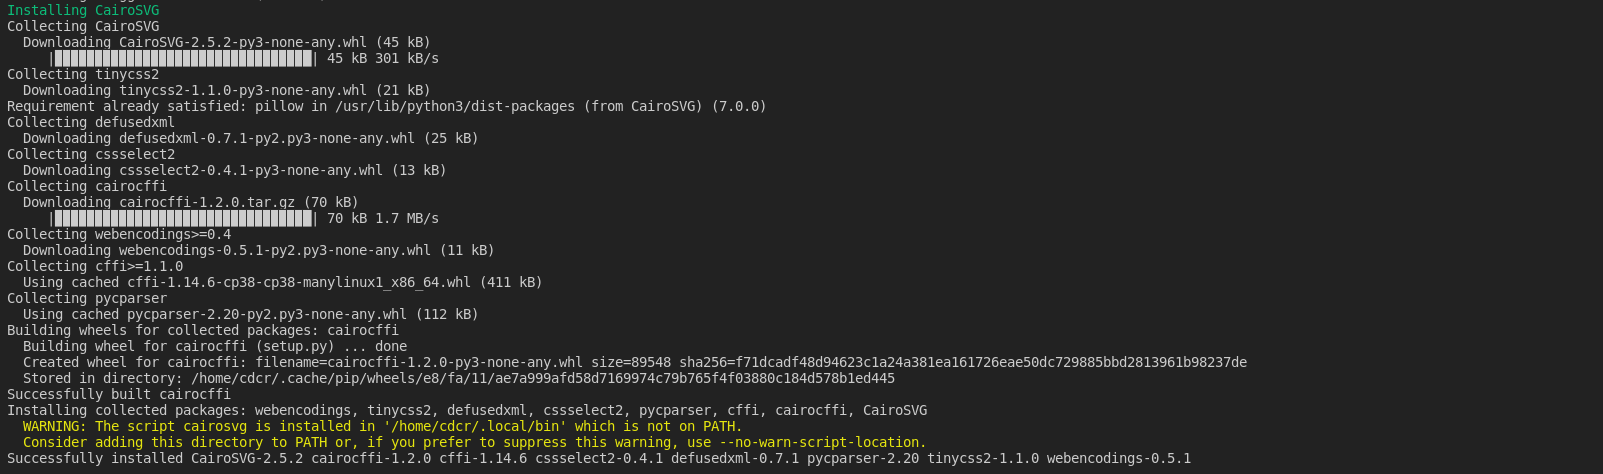 Installing CairoSVG
Collecting CairoSVG
  Downloading CairoSVG-2.5.2-py3-none-any.whl (45 kB)
     |████████████████████████████████| 45 kB 301 kB/s
Collecting tinycss2
  Downloading tinycss2-1.1.0-py3-none-any.whl (21 kB)
Requirement already satisfied: pillow in /usr/lib/python3/dist-packages (from CairoSVG) (7.0.0)
Collecting defusedxml
  Downloading defusedxml-0.7.1-py2.py3-none-any.whl (25 kB)
Collecting cssselect2
  Downloading cssselect2-0.4.1-py3-none-any.whl (13 kB)
Collecting cairocffi
  Downloading cairocffi-1.2.0.tar.gz (70 kB)
     |████████████████████████████████| 70 kB 1.7 MB/s
Collecting webencodings>=0.4
  Downloading webencodings-0.5.1-py2.py3-none-any.whl (11 kB)
Collecting cffi>=1.1.0
  Using cached cffi-1.14.6-cp38-cp38-manylinux1_x86_64.whl (411 kB)
Collecting pycparser
  Using cached pycparser-2.20-py2.py3-none-any.whl (112 kB)
Building wheels for collected packages: cairocffi
  Building wheel for cairocffi (setup.py) ... done
  Created wheel for cairocffi: filename=cairocffi-1.2.0-py3-none-any.whl size=89548 sha256=f71dcadf48d94623c1a24a381ea161726eae50dc729885bbd2813961b98237de
  Stored in directory: /home/cdcr/.cache/pip/wheels/e8/fa/11/ae7a999afd58d7169974c79b765f4f03880c184d578b1ed445
Successfully built cairocffi
Installing collected packages: webencodings, tinycss2, defusedxml, cssselect2, pycparser, cffi, cairocffi, CairoSVG
  WARNING: The script cairosvg is installed in '/home/cdcr/.local/bin' which is not on PATH.
  Consider adding this directory to PATH or, if you prefer to suppress this warning, use --no-warn-script-location.
Successfully installed CairoSVG-2.5.2 cairocffi-1.2.0 cffi-1.14.6 cssselect2-0.4.1 defusedxml-0.7.1 pycparser-2.20 tinycss2-1.1.0 webencodings-0.5.1